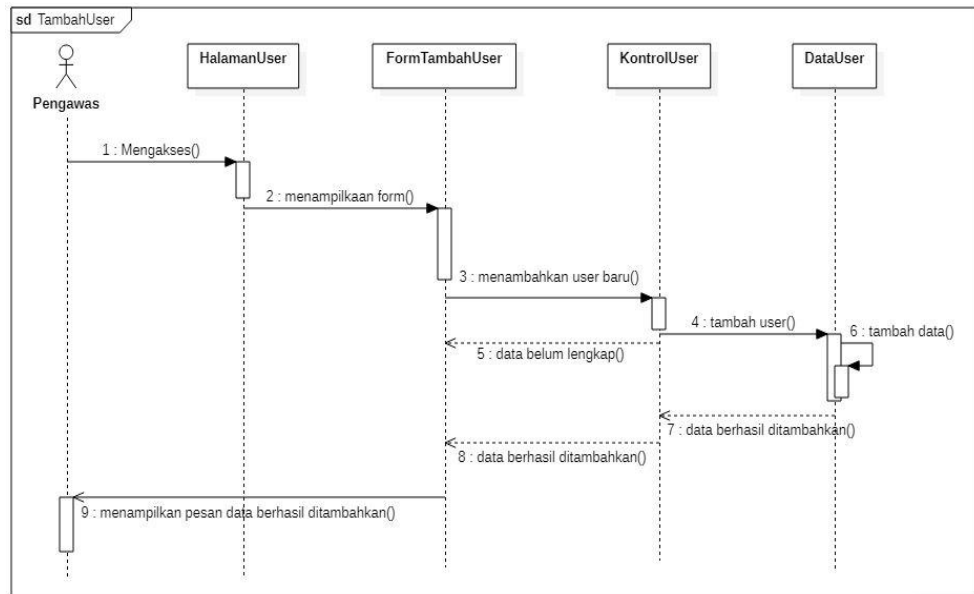 sd TambahUser
HalamanUser
FormTambahUser
KontrolUser
DataUser
Pengawas
1 : Mengakses()
2 : menampilkaan form()
3 : menambahkan user baru()
4 : tambah user()
6 : tambah data()
5 : data belum lengkap()
7 : data berhasil ditambahkan()
8 : data berhasil ditambahkan()
9 : menampilkan pesan data berhasil ditambahkan()